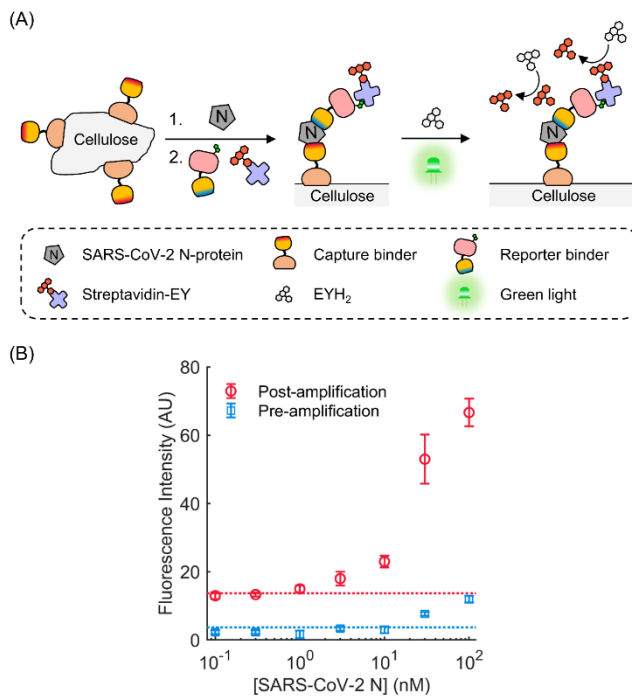 (A)
Cellulose
1.
N
2.
N
Cellulose
N
Cellulose
N SARS-CoV-2 N-protein
Capture binder
Reporter binder
Streptavidin-EY
EYH₂
Green light
(B)
Post-amplification
Pre-amplification
Fluorescence Intensity (AU)
80
60
40
20
0
10⁻¹ 10⁰ 10¹ 10²
[SARS-CoV-2 N] (nM)